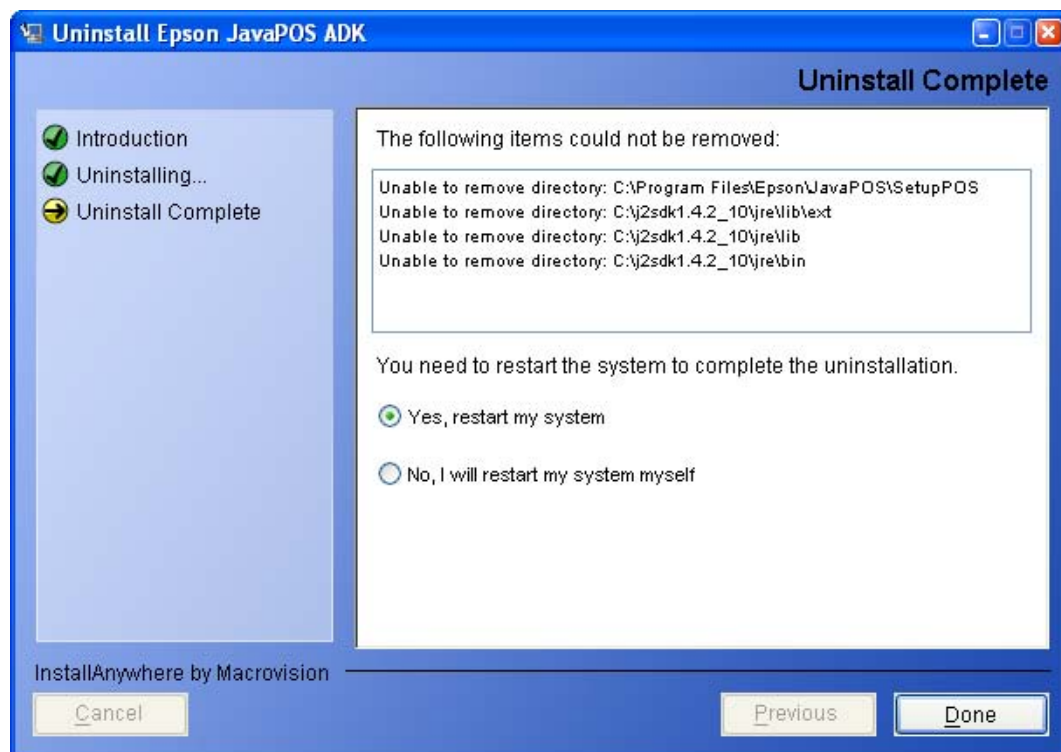 Uninstall Epson JavaPOS ADK
Uninstall Complete
Introduction
Uninstalling...
Uninstall Complete
The following items could not be removed:
Unable to remove directory: C:\Program Files\Epson\JavaPOS\SetupPOS
Unable to remove directory: C:\j2sdk1.4.2_10\jre\lib\ext
Unable to remove directory: C:\j2sdk1.4.2_10\jre\lib
Unable to remove directory: C:\j2sdk1.4.2_10\jre\bin
You need to restart the system to complete the uninstallation.
Yes, restart my system
No, I will restart my system myself
InstallAnywhere by Macrovision
Cancel
Previous
Done